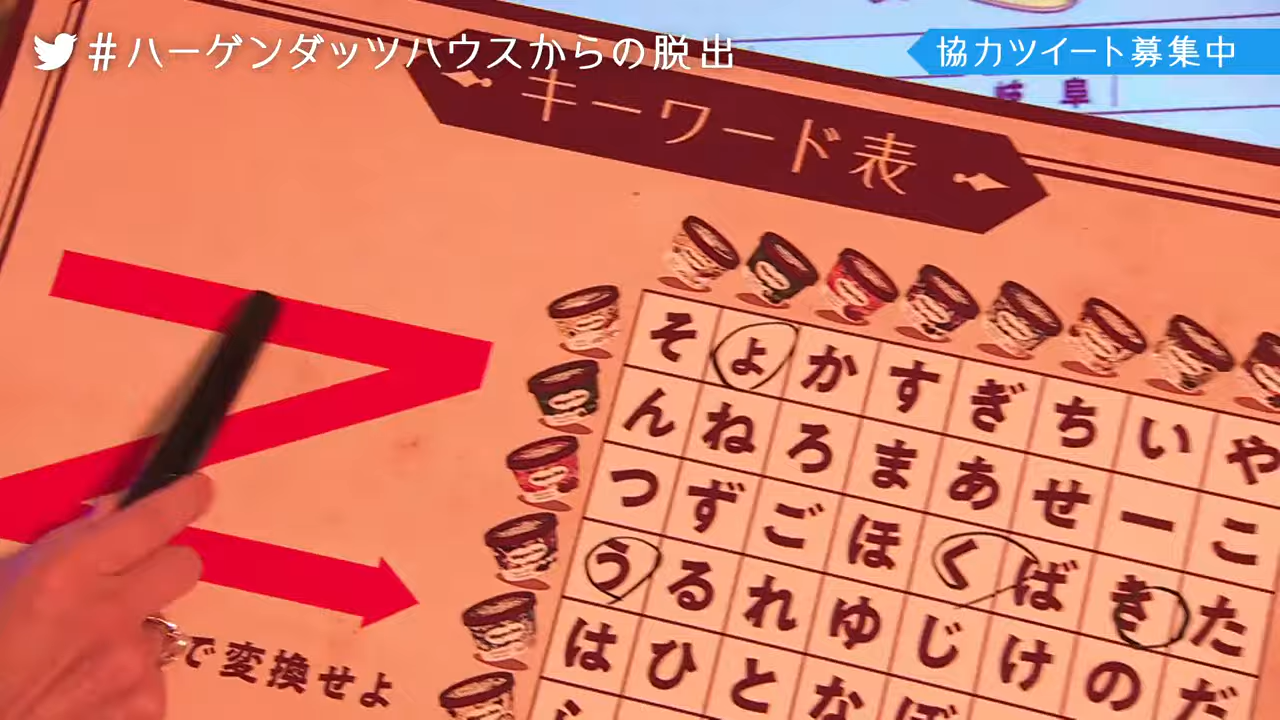 #ハーゲンダッツハウスからの脱出
協力ツイート募集中
岐阜
キーワード表
そょかすぎちいや
んねろまあせーこ
つずごほくばきた
うるれゆじけのだ
はひとなぼ
で変換せよ